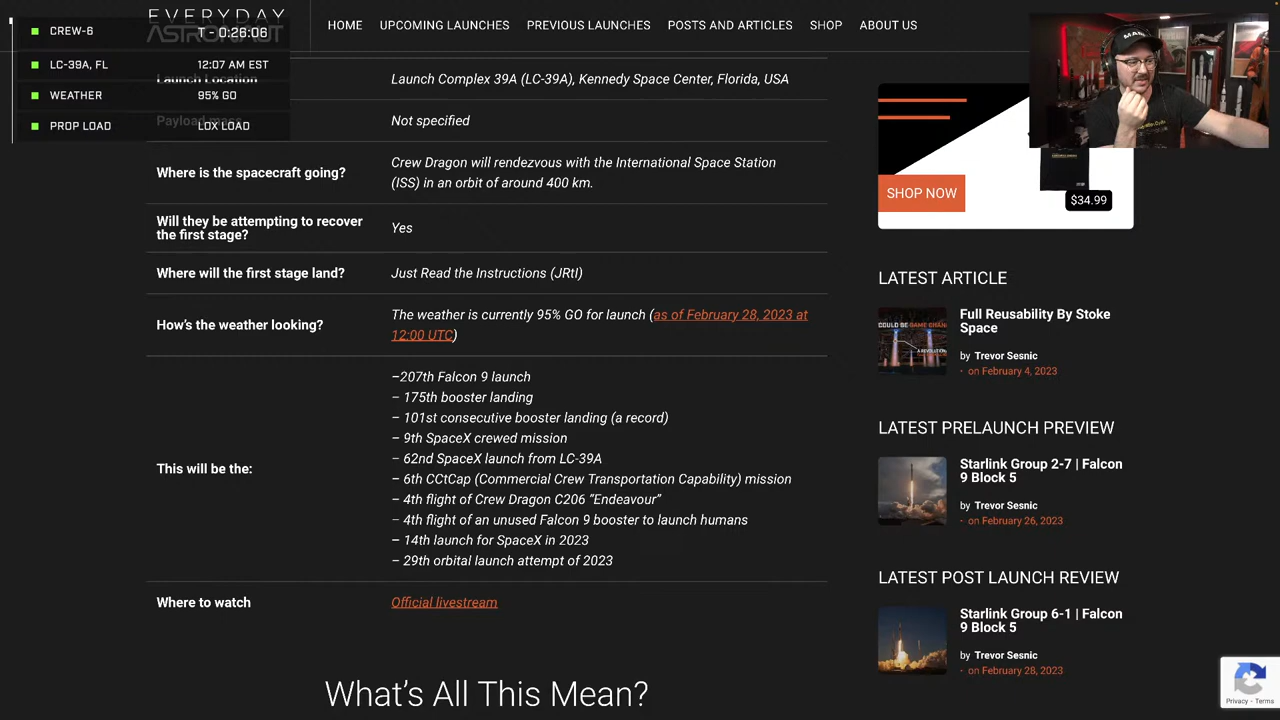 EVERYDAY
ASTRONAUT
HOME
UPCOMING LAUNCHES
PREVIOUS LAUNCHES
POSTS AND ARTICLES
SHOP
ABOUT US
CREW-6
T - 0:26:06
LC-39A, FL
12:07 AM EST
WEATHER
95% GO
PROP LOAD
LOX LOAD
Launch Location
Launch Complex 39A (LC-39A), Kennedy Space Center, Florida, USA
Payload mass
Not specified
Where is the spacecraft going?
Crew Dragon will rendezvous with the International Space Station
(ISS) in an orbit of around 400 km.
Will they be attempting to recover
the first stage?
Yes
Where will the first stage land?
Just Read the Instructions (JRtI)
How's the weather looking?
The weather is currently 95% GO for launch (as of February 28, 2023 at
12:00 UTC)
This will be the:
–207th Falcon 9 launch
– 175th booster landing
– 101st consecutive booster landing (a record)
– 9th SpaceX crewed mission
– 62nd SpaceX launch from LC-39A
– 6th CCtCap (Commercial Crew Transportation Capability) mission
– 4th flight of Crew Dragon C206 "Endeavour"
– 4th flight of an unused Falcon 9 booster to launch humans
– 14th launch for SpaceX in 2023
– 29th orbital launch attempt of 2023
Where to watch
Official livestream
What's All This Mean?
SHOP NOW
$34.99
LATEST ARTICLE
Full Reusability By Stoke
Space
by Trevor Sesnic
· on February 4, 2023
LATEST PRELAUNCH PREVIEW
Starlink Group 2-7 | Falcon
9 Block 5
by Trevor Sesnic
· on February 26, 2023
LATEST POST LAUNCH REVIEW
Starlink Group 6-1 | Falcon
9 Block 5
by Trevor Sesnic
· on February 28, 2023
Privacy - Terms